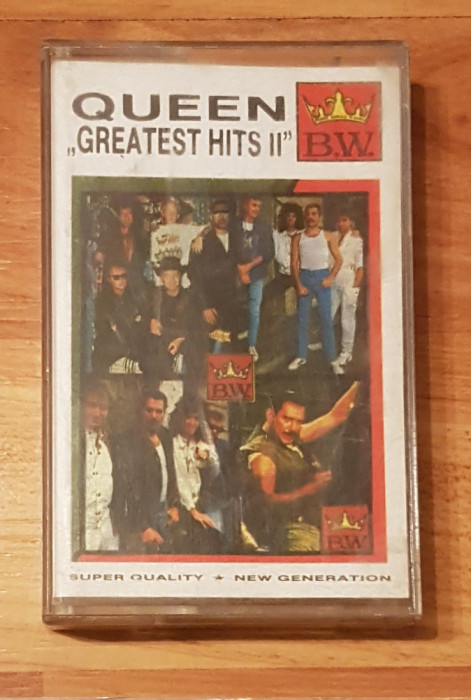 QUEEN
„GREATEST HITS II”
B.W.
B.W.
B.W.
SUPER QUALITY ★ NEW GENERATION